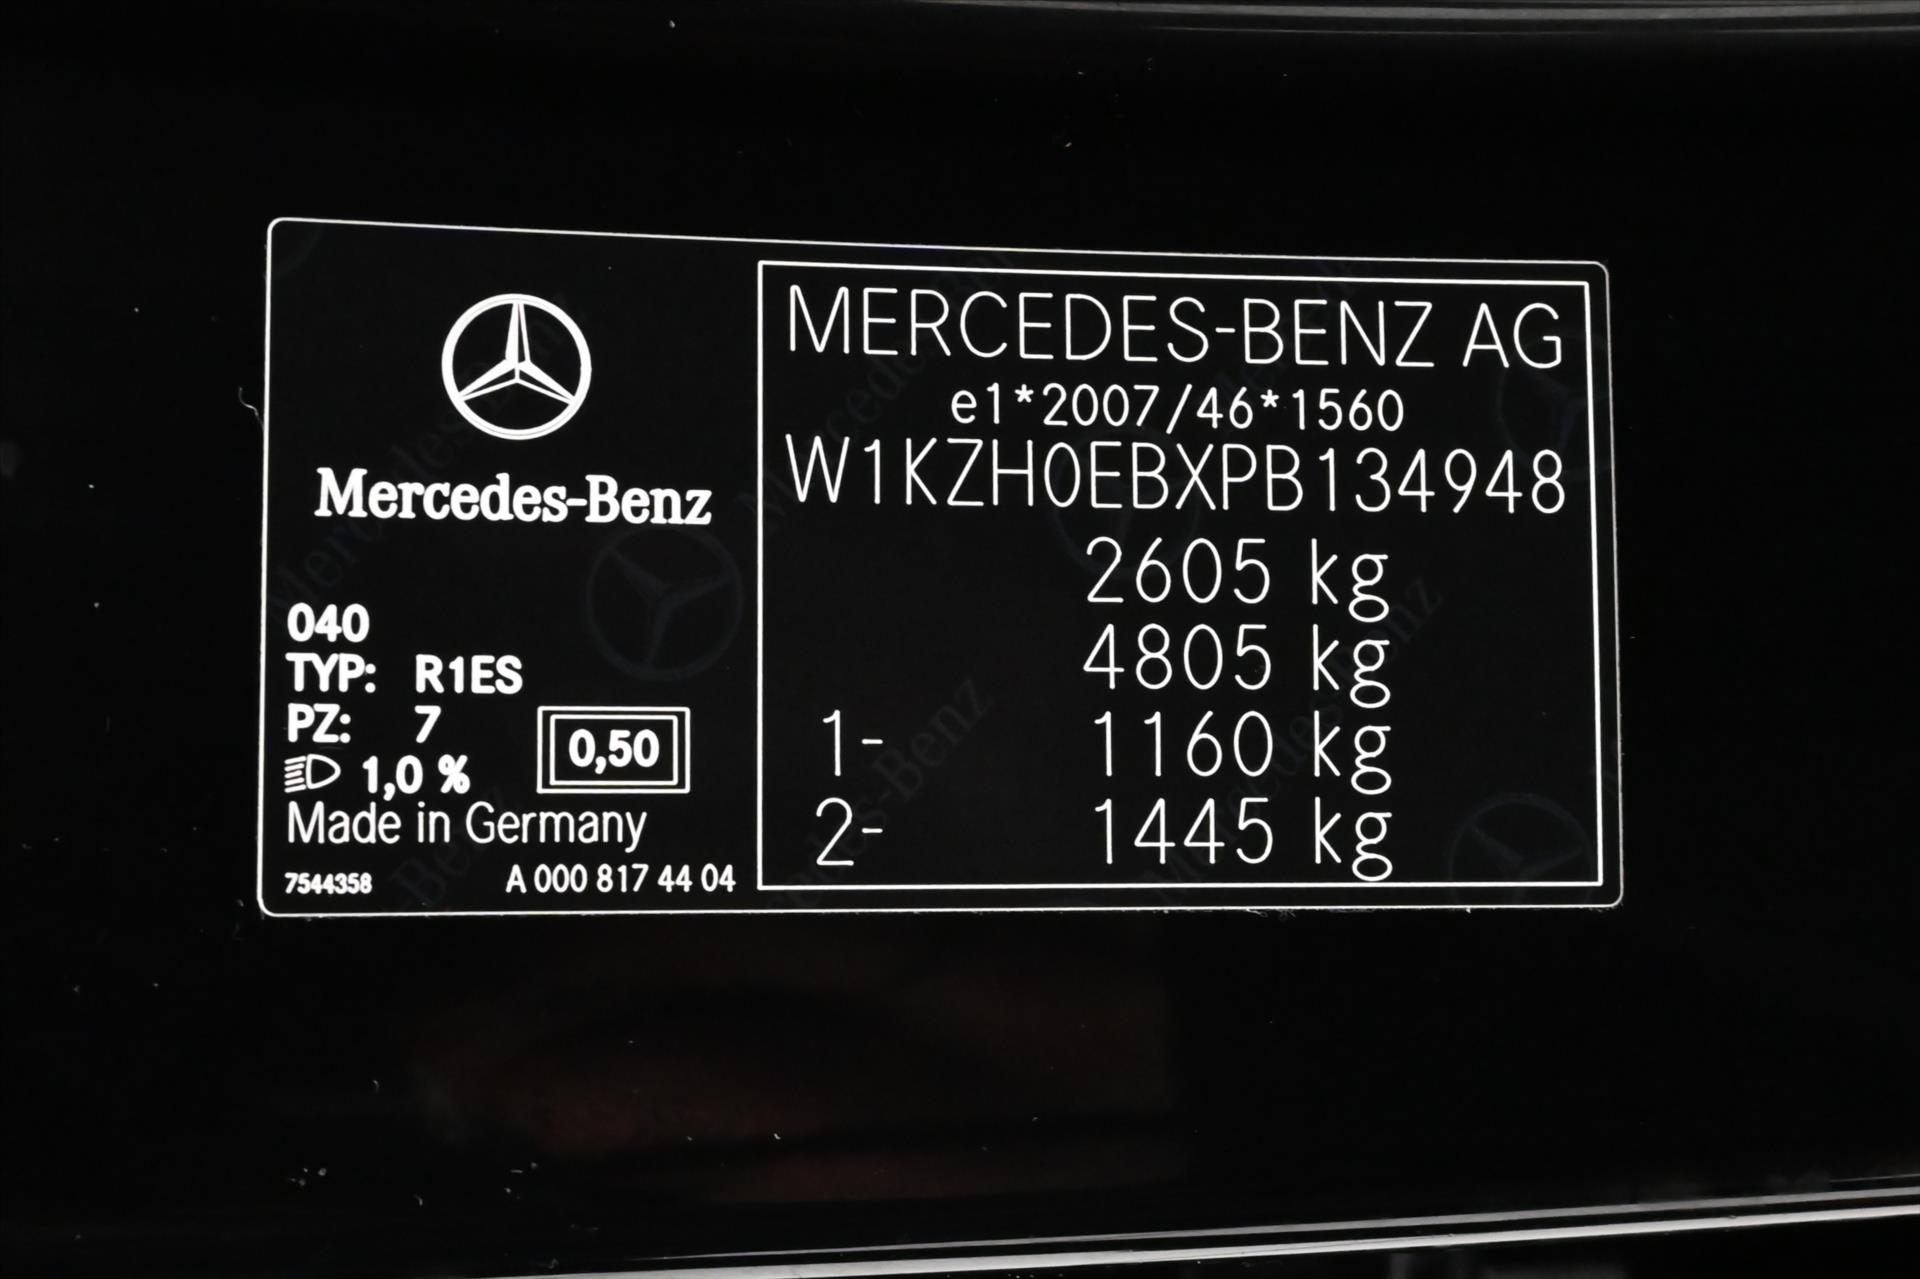 Mercedes-Benz
040
TYP: R1ES
PZ: 7
1,0 %
0,50
Made in Germany
7544358 A 000 817 44 04
MERCEDES-BENZ AG
e1*2007/46*1560
W1KZH0EBXPB134948
2605 kg
4805 kg
1- 1160 kg
2- 1445 kg